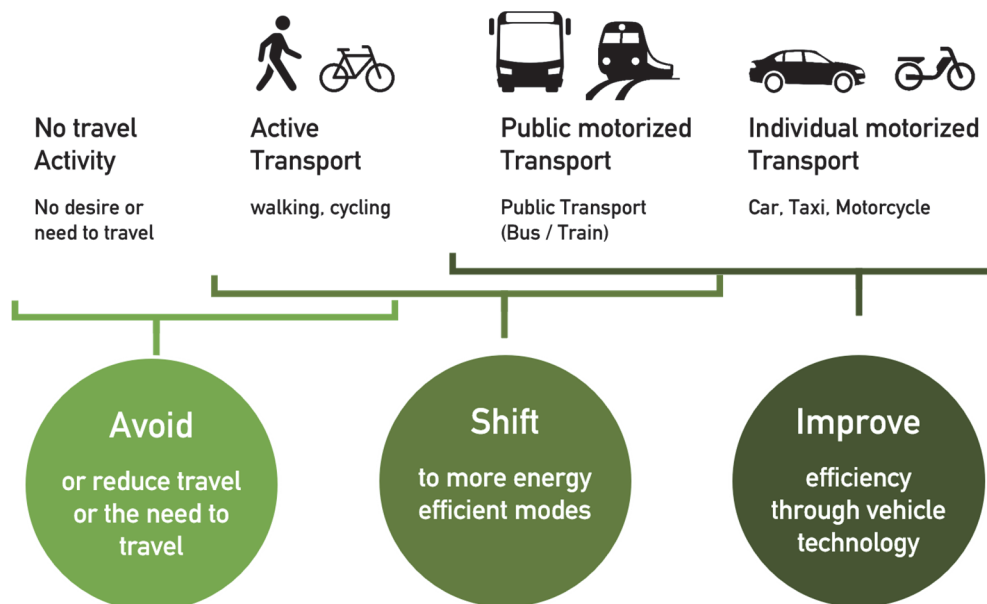 No travel
Activity
No desire or
need to travel
Active
Transport
walking, cycling
Public motorized
Transport
Public Transport
(Bus / Train)
Individual motorized
Transport
Car, Taxi, Motorcycle
Avoid
or reduce travel
or the need to
travel
Shift
to more energy
efficient modes
Improve
efficiency
through vehicle
technology